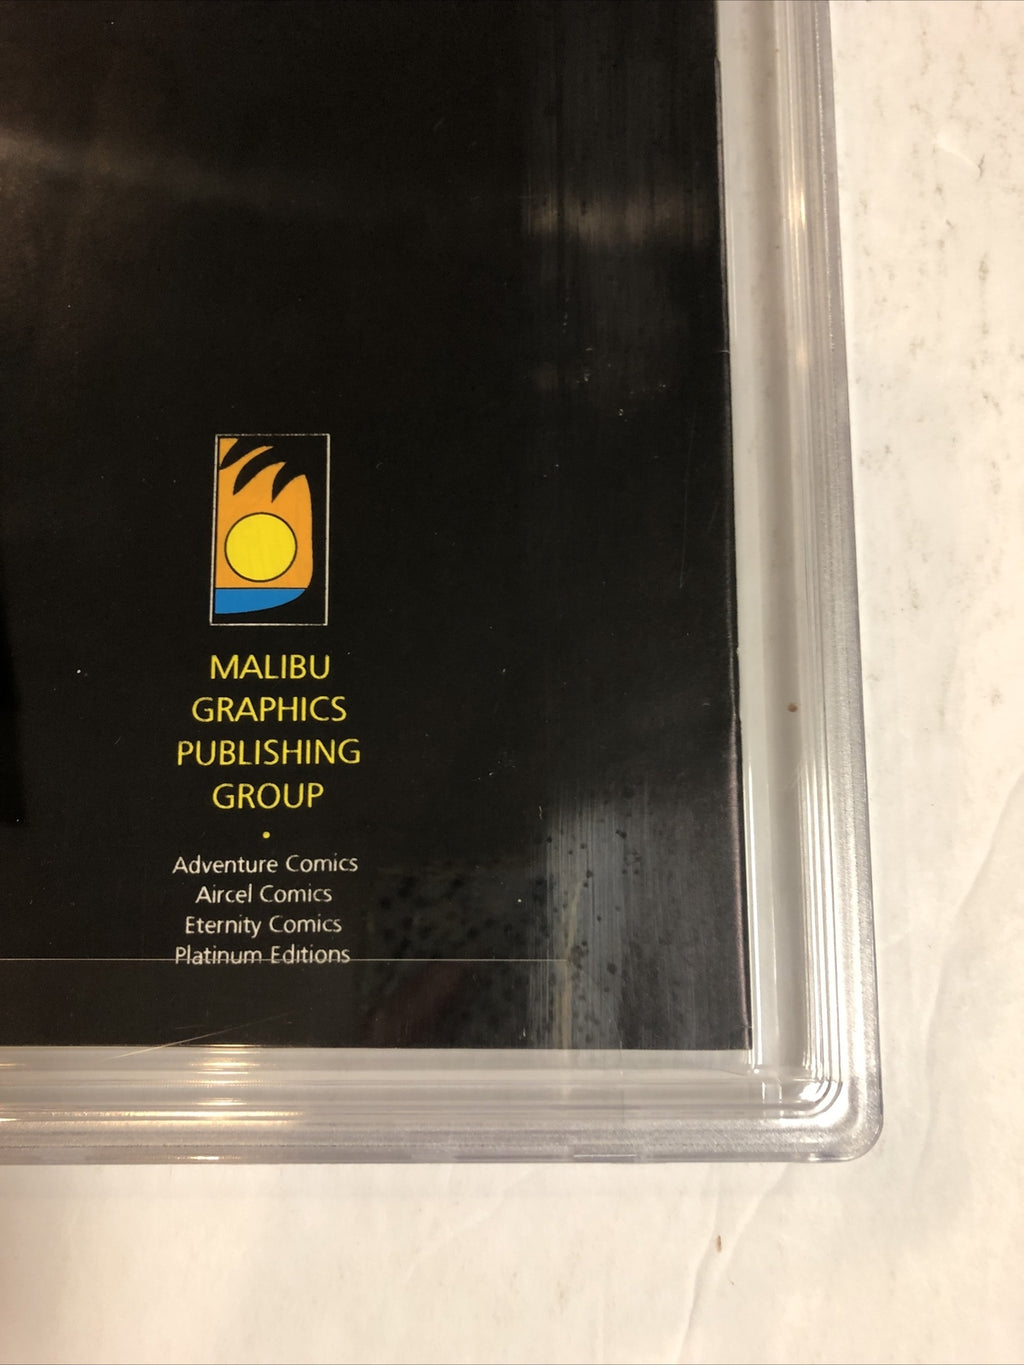 MALIBU
GRAPHICS
PUBLISHING
GROUP
•
Adventure Comics
Aircel Comics
Eternity Comics
Platinum Editions